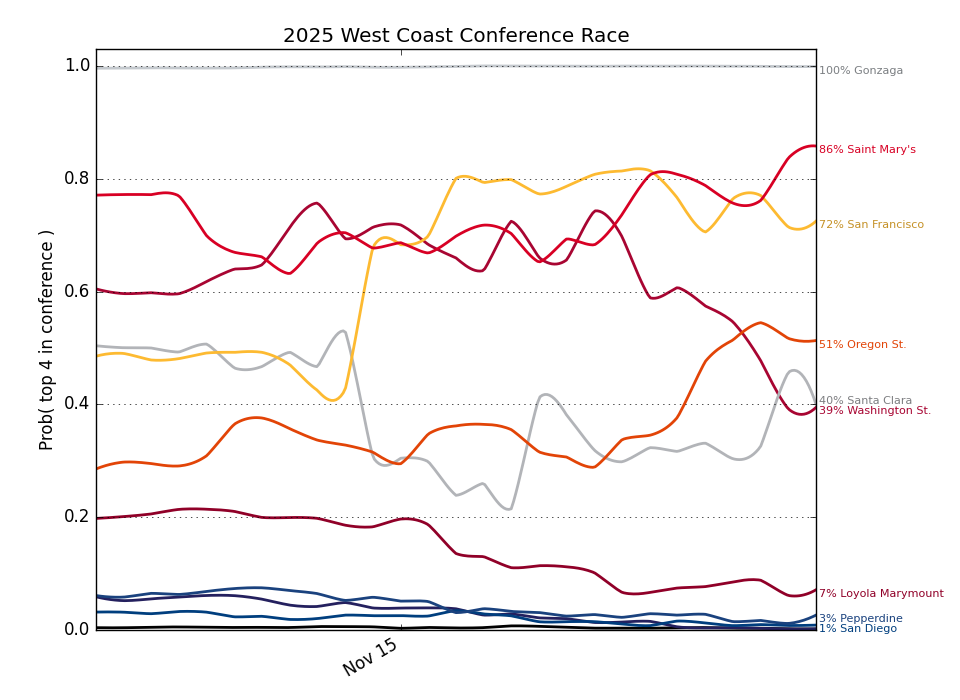 2025 West Coast Conference Race
Prob( top 4 in conference )
1.0
0.8
0.6
0.4
0.2
0.0
Nov 15
100% Gonzaga
86% Saint Mary's
72% San Francisco
51% Oregon St.
40% Santa Clara
39% Washington St.
7% Loyola Marymount
3% Pepperdine
1% San Diego